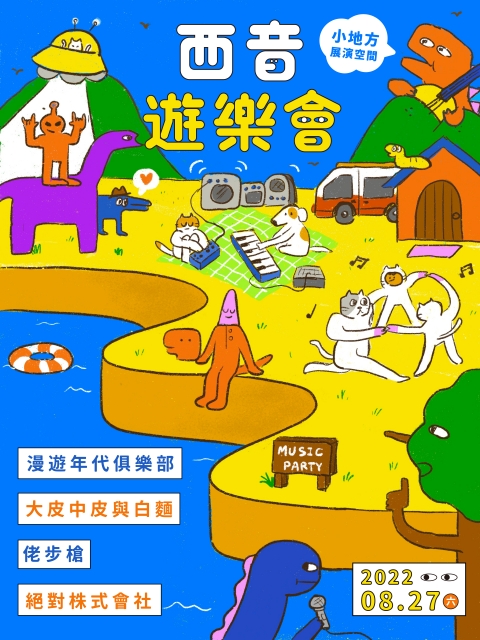 西音
遊樂會
小地方
展演空間
MUSIC
PARTY
漫遊年代俱樂部
大皮中皮與白麵
佬步槍
絕對株式會社
2022
08.27六